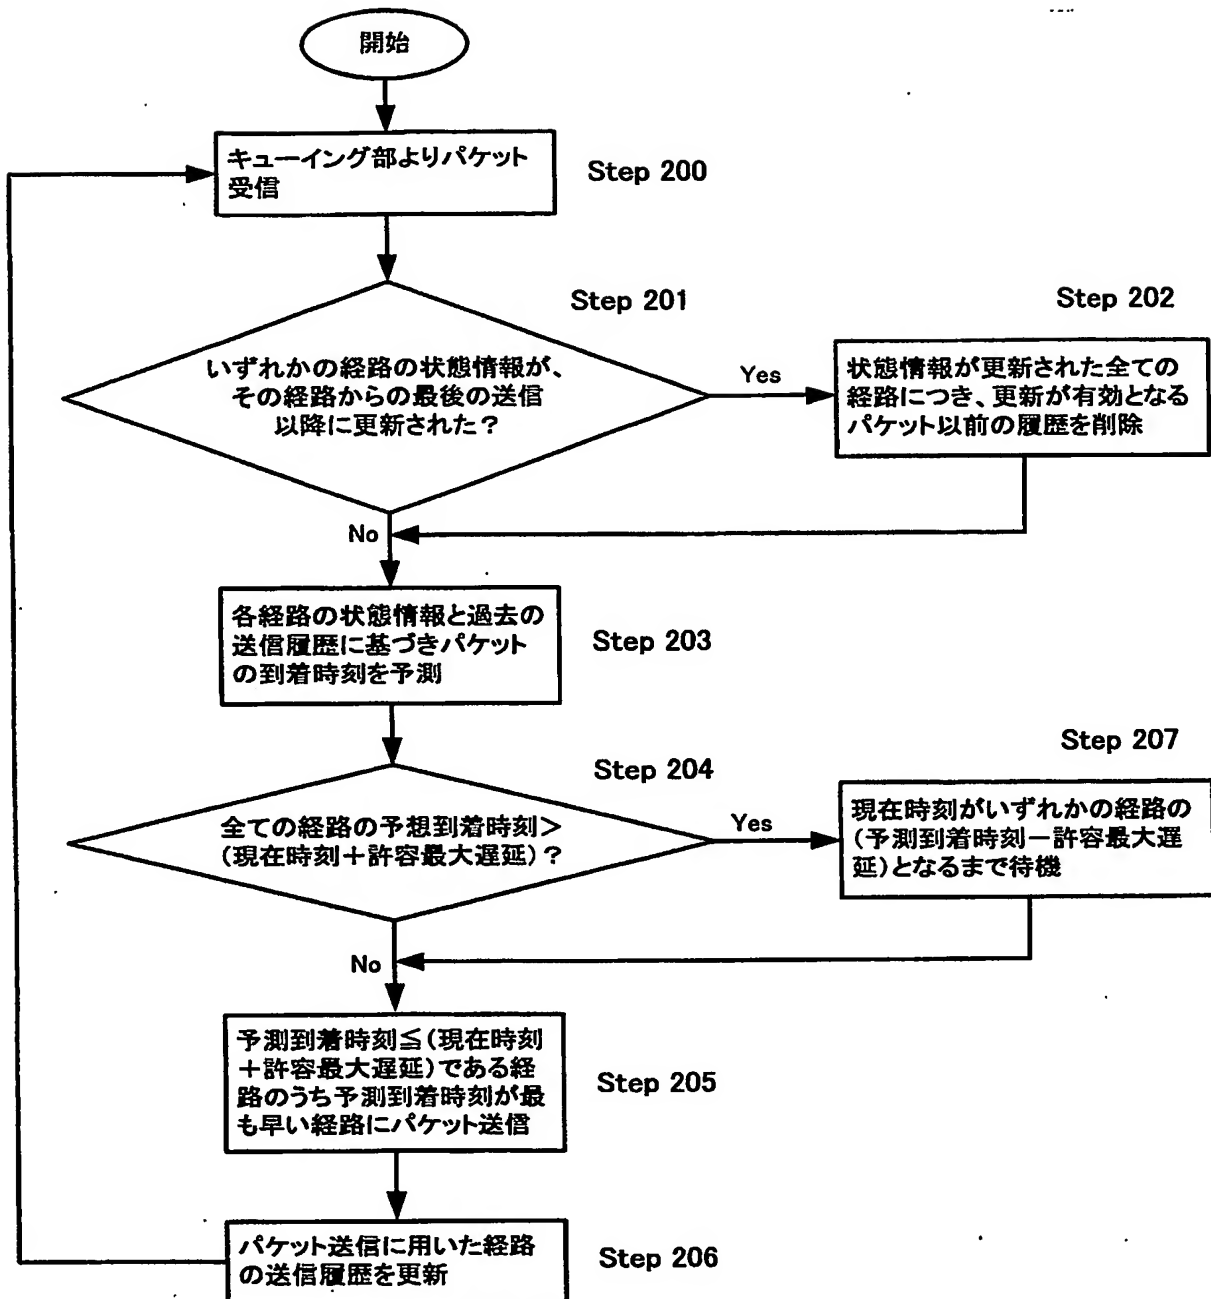 開始
キューイング部よりパケット
受信
Step 200
Step 201
いずれかの経路の状態情報が、
その経路からの最後の送信
以降に更新された？
Yes
Step 202
状態情報が更新された全ての
経路につき、更新が有効となる
パケット以前の履歴を削除
No
各経路の状態情報と過去の
送信履歴に基づきパケット
の到着時刻を予測
Step 203
Step 204
全ての経路の予想到着時刻＞
（現在時刻＋許容最大遅延）？
Yes
Step 207
現在時刻がいずれかの経路の
（予測到着時刻－許容最大遅
延）となるまで待機
No
予測到着時刻≦（現在時刻
＋許容最大遅延）である経
路のうち予測到着時刻が最
も早い経路にパケット送信
Step 205
パケット送信に用いた経路
の送信履歴を更新
Step 206